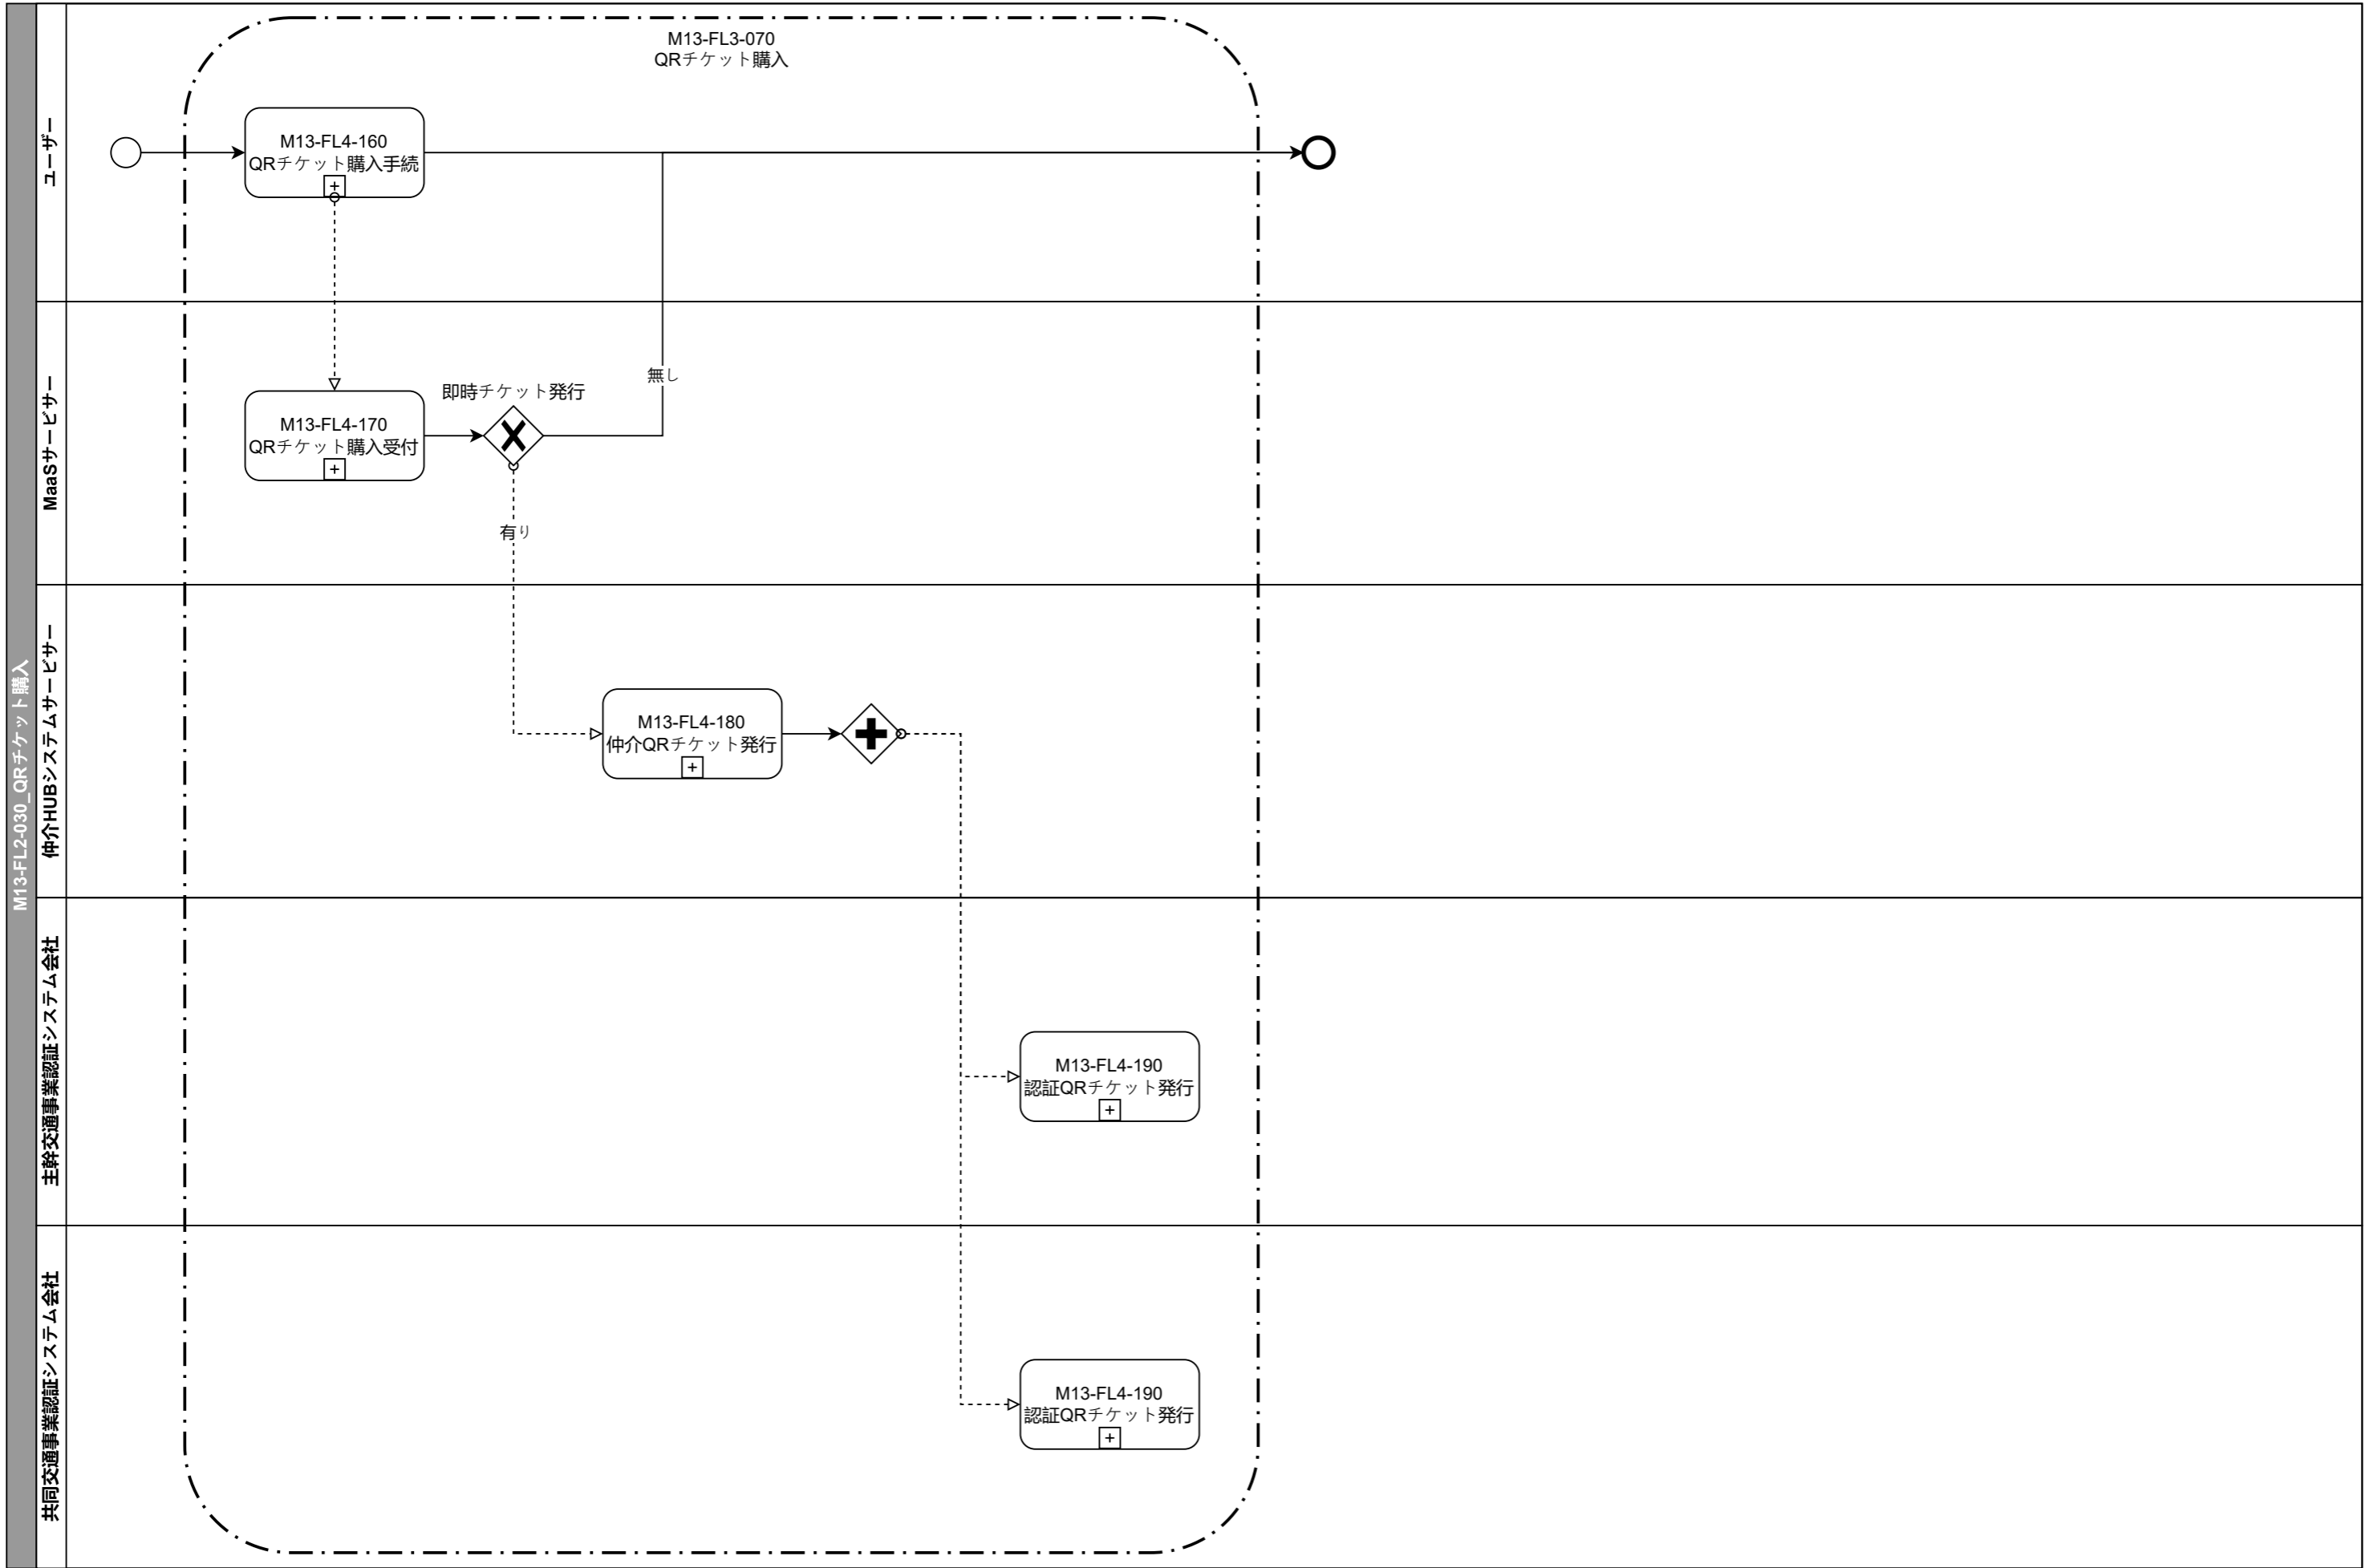 M13-FL2-030_QRチケット購入
ユーザー
M13-FL3-070
QRチケット購入
M13-FL4-160
QRチケット購入手続
MaaSサービサー
M13-FL4-170
QRチケット購入受付
即時チケット発行
無し
有り
仲介HUBシステムサービサー
M13-FL4-180
仲介QRチケット発行
主幹交通事業認証システム会社
M13-FL4-190
認証QRチケット発行
共同交通事業認証システム会社
M13-FL4-190
認証QRチケット発行